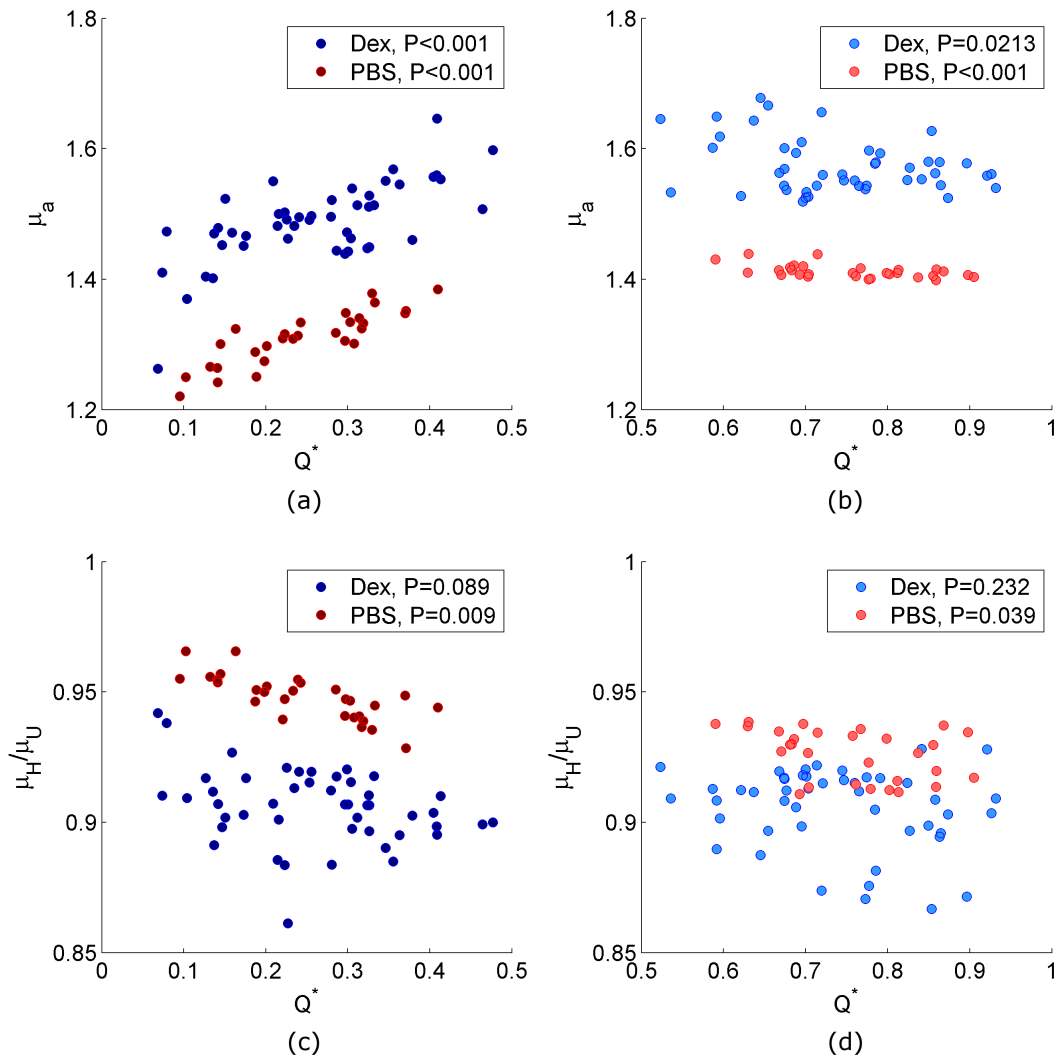 1.8
1.6
1.4
1.2
μa
Dex, P<0.001
PBS, P<0.001
0 0.1 0.2 0.3 0.4 0.5
Q*
(a)
1.8
1.6
1.4
1.2
μa
Dex, P=0.0213
PBS, P<0.001
0.5 0.6 0.7 0.8 0.9 1
Q*
(b)
1
0.95
0.9
0.85
μH/μU
Dex, P=0.089
PBS, P=0.009
0 0.1 0.2 0.3 0.4 0.5
Q*
(c)
1
0.95
0.9
0.85
μH/μU
Dex, P=0.232
PBS, P=0.039
0.5 0.6 0.7 0.8 0.9 1
Q*
(d)